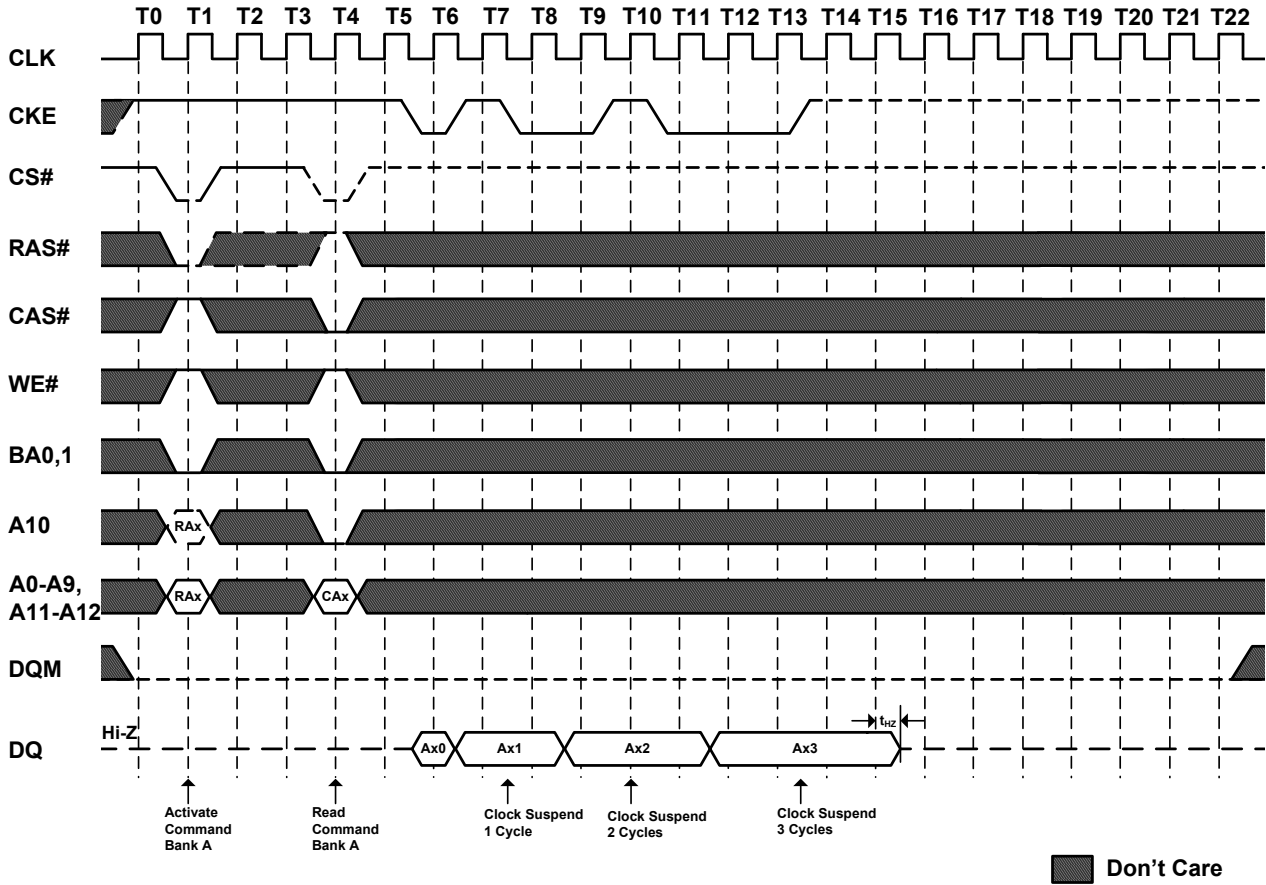 T0 T1 T2 T3 T4 T5 T6 T7 T8 T9 T10 T11 T12 T13 T14 T15 T16 T17 T18 T19 T20 T21 T22
CLK
CKE
CS#
RAS#
CAS#
WE#
BA0,1
A10
RAx
A0-A9,
A11-A12
RAx CAx
DQM
DQ
Hi-Z
Ax0 Ax1 Ax2 Ax3
tHZ
Activate
Command
Bank A
Read
Command
Bank A
Clock Suspend
1 Cycle
Clock Suspend
2 Cycles
Clock Suspend
3 Cycles
Don't Care